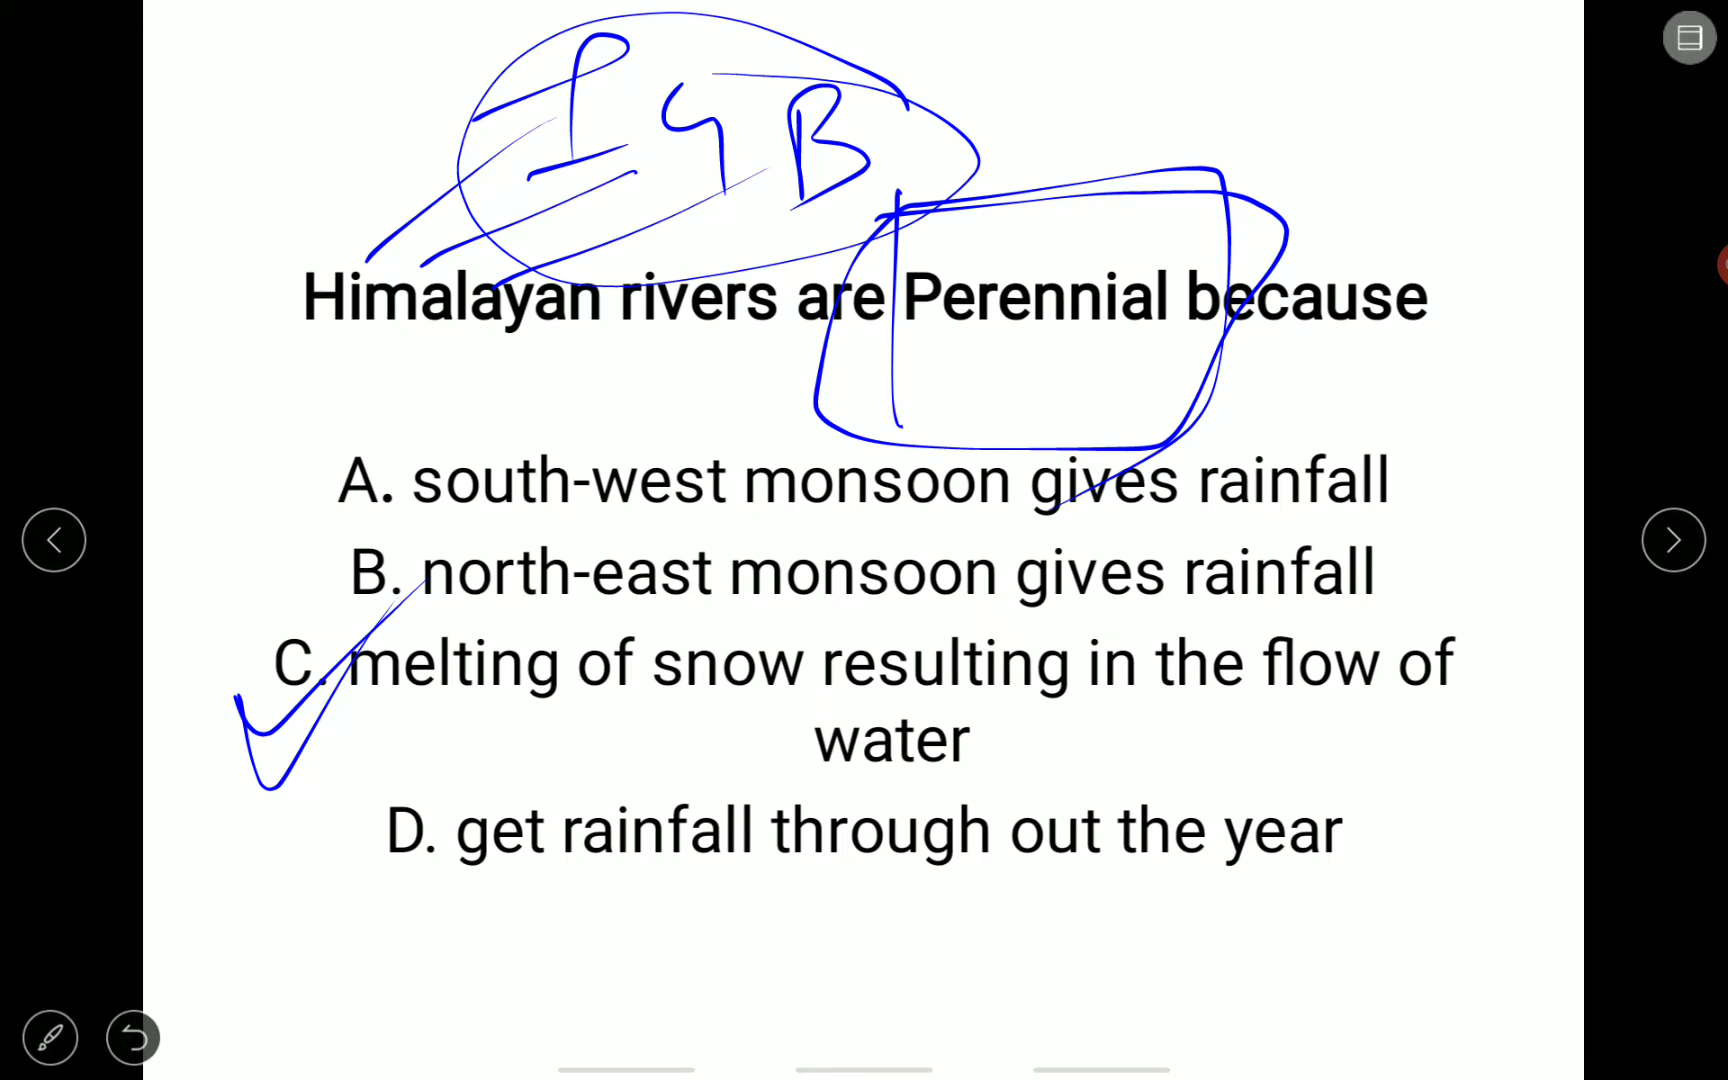 I G B
Himalayan rivers are Perennial because
A. south-west monsoon gives rainfall
B. north-east monsoon gives rainfall
C. melting of snow resulting in the flow of
water
D. get rainfall through out the year